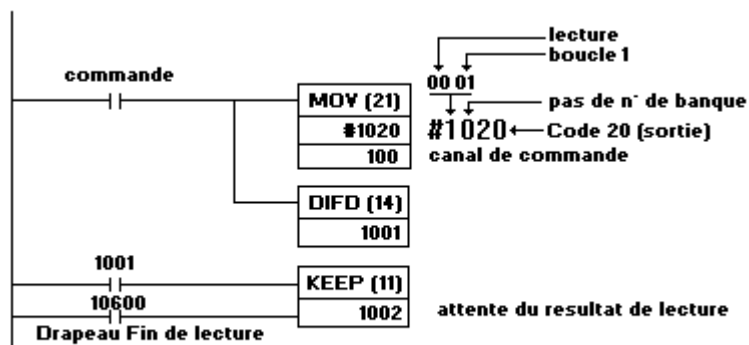 lecture
boucle 1
commande
00 01
MOV (21)
pas de n° de banque
#1020
#1020
Code 20 (sortie)
100
canal de commande
DIFD (14)
1001
1001
KEEP (11)
10600
1002
attente du resultat de lecture
Drapeau Fin de lecture